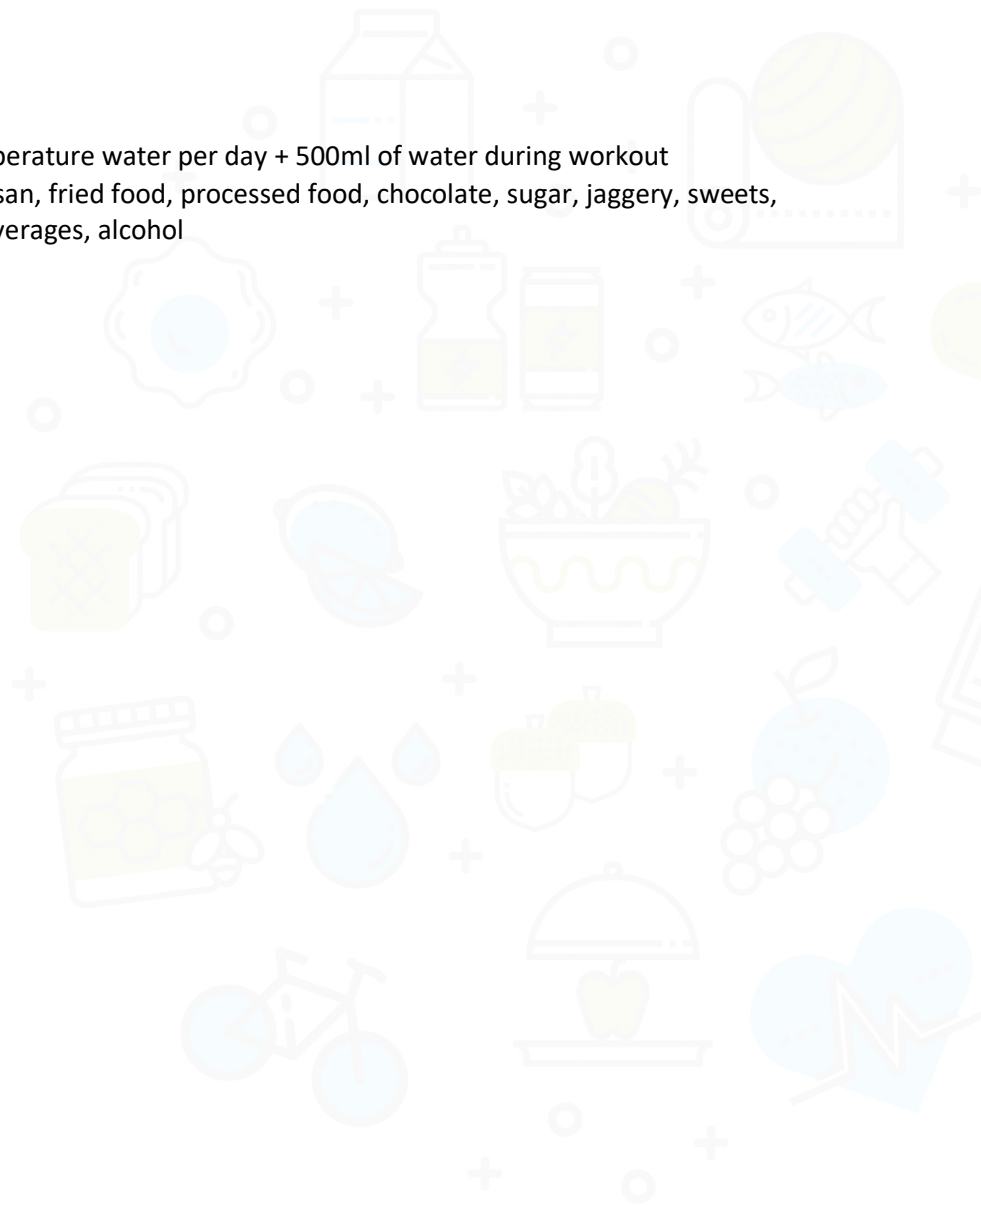 perature water per day + 500ml of water during workout
san, fried food, processed food, chocolate, sugar, jaggery, sweets,
verages, alcohol